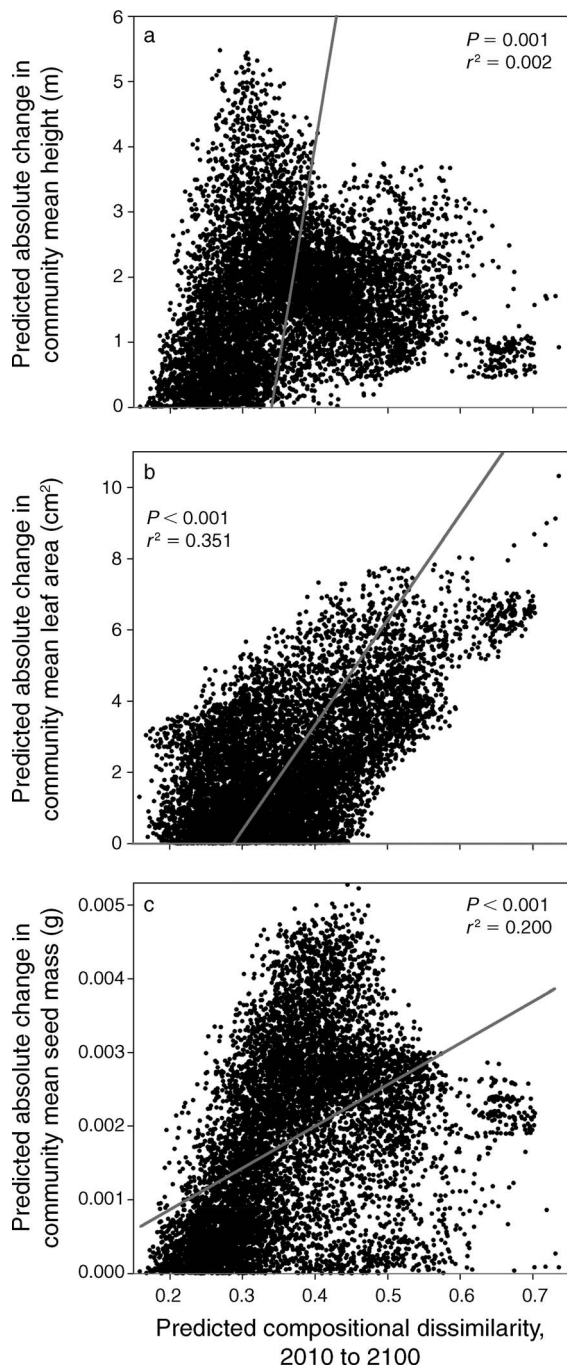 a
P = 0.001
r² = 0.002
Predicted absolute change in
community mean height (m)
6
5
4
3
2
1
0
b
P < 0.001
r² = 0.351
Predicted absolute change in
community mean leaf area (cm²)
10
8
6
4
2
0
c
P < 0.001
r² = 0.200
Predicted absolute change in
community mean seed mass (g)
0.005
0.004
0.003
0.002
0.001
0.000
0.2 0.3 0.4 0.5 0.6 0.7
Predicted compositional dissimilarity,
2010 to 2100